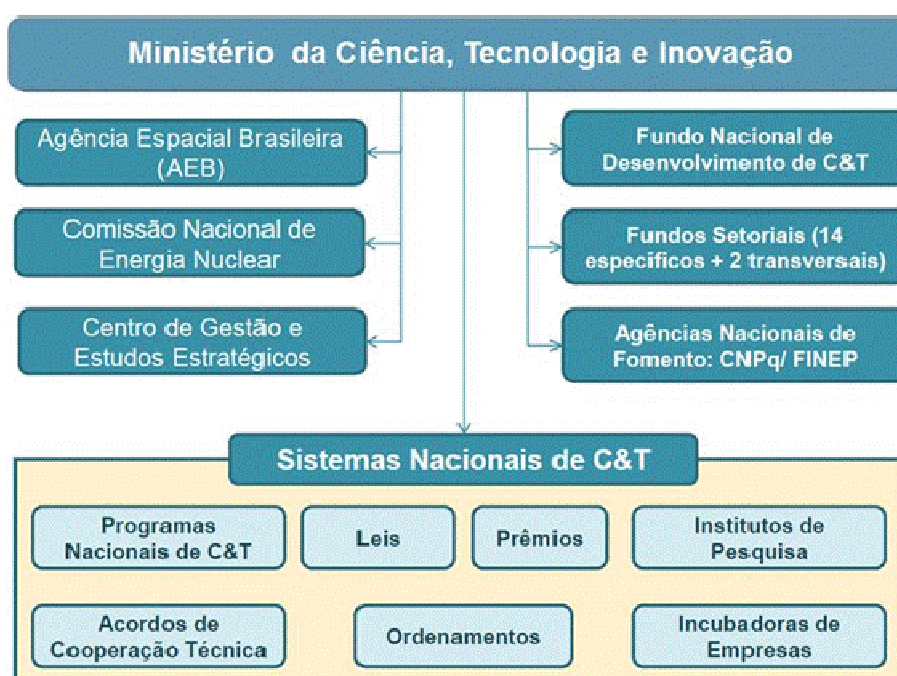 Ministério da Ciência, Tecnologia e Inovação
Agência Espacial Brasileira
(AEB)
Comissão Nacional de
Energia Nuclear
Centro de Gestão e
Estudos Estratégicos
Fundo Nacional de
Desenvolvimento de C&T
Fundos Setoriais (14
especificos + 2 transversais)
Agências Nacionais de
Fomento: CNPq/ FINEP
Sistemas Nacionais de C&T
Programas
Nacionais de C&T
Leis
Prêmios
Institutos de
Pesquisa
Acordos de
Cooperação Técnica
Ordenamentos
Incubadoras de
Empresas